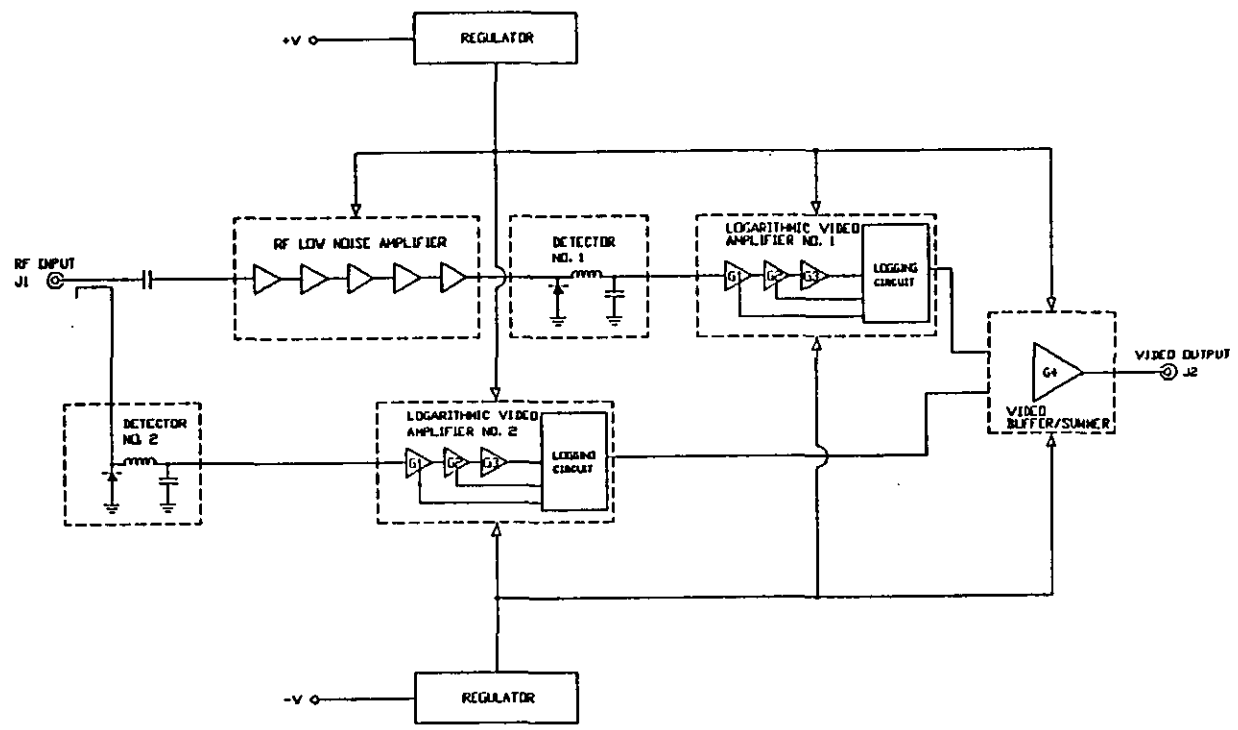 REGULATOR
+V
RF LOW NOISE AMPLIFIER
DETECTOR
NO. 1
LOGARITHMIC VIDEO
AMPLIFIER NO. 1
G1
G2
G3
LOGGING
CIRCUIT
RF INPUT
J1
G4
VIDEO
BUFFER/SUMMER
VIDEO OUTPUT
J2
DETECTOR
NO. 2
LOGARITHMIC VIDEO
AMPLIFIER NO. 2
G1
G2
G3
LOGGING
CIRCUIT
-V
REGULATOR